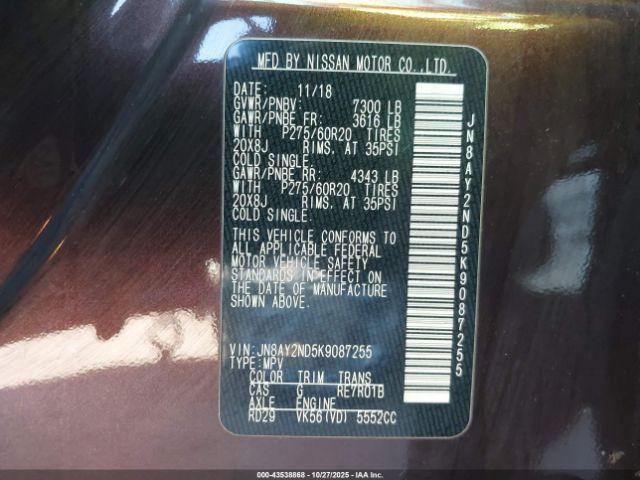 MFD BY NISSAN MOTOR CO.,LTD.
DATE: 11/18
GVWR/PNBV: 7300 LB
GAWR/PNBE FR: 3616 LB
WITH P275/60R20 TIRES
20X8J RIMS, AT 35PSI
COLD SINGLE.
GAWR/PNBE RR: 4343 LB
WITH P275/60R20 TIRES
20X8J RIMS, AT 35PSI
COLD SINGLE.
THIS VEHICLE CONFORMS TO
ALL APPLICABLE FEDERAL
MOTOR VEHICLE SAFETY
STANDARDS IN EFFECT ON
THE DATE OF MANUFACTURE
SHOWN ABOVE.
VIN: JN8AY2ND5K9087255
TYPE: MPV
COLOR TRIM TRANS
CAS G RE7R01B
AXLE ENGINE
RD29 VK56(VD) 5552CC
JN8AY2ND5K9087255
000-43538868 • 10/27/2025 • IAAI.COM